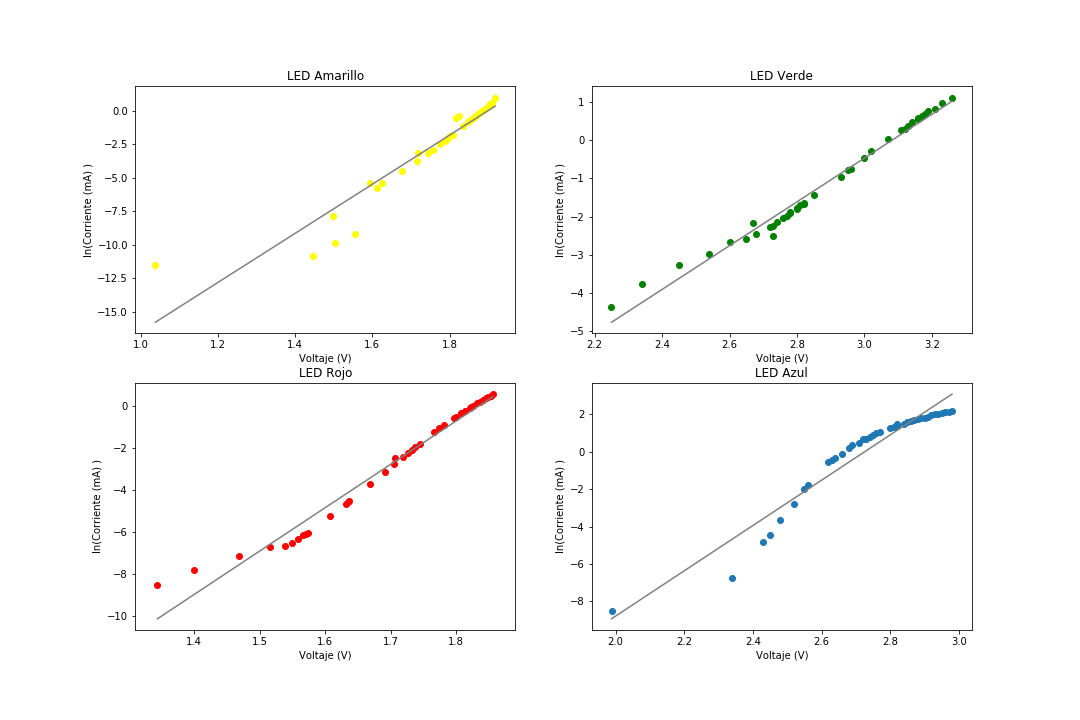 LED Amarillo
ln(Corriente (mA) )
0.0
−2.5
−5.0
−7.5
−10.0
−12.5
−15.0
1.0 1.2 1.4 1.6 1.8
Voltaje (V)
LED Verde
ln(Corriente (mA) )
1
0
−1
−2
−3
−4
−5
2.2 2.4 2.6 2.8 3.0 3.2
Voltaje (V)
LED Rojo
ln(Corriente (mA) )
0
−2
−4
−6
−8
−10
1.4 1.5 1.6 1.7 1.8
Voltaje (V)
LED Azul
ln(Corriente (mA) )
2
0
−2
−4
−6
−8
2.0 2.2 2.4 2.6 2.8 3.0
Voltaje (V)